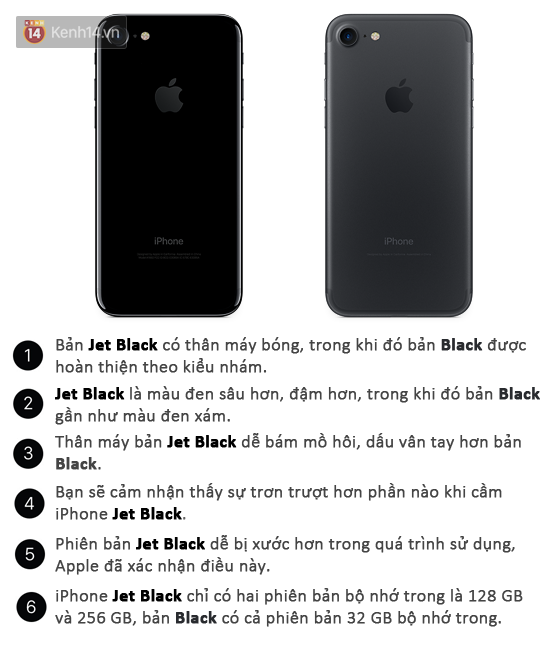 KENH
14
Kenh14.vn
iPhone
iPhone
1
Bản Jet Black có thân máy bóng, trong khi đó bản Black được
hoàn thiện theo kiểu nhám.
2
Jet Black là màu đen sâu hơn, đậm hơn, trong khi đó bản Black
gần như màu đen xám.
3
Thân máy bản Jet Black dễ bám mồ hôi, dấu vân tay hơn bản
Black.
4
Bạn sẽ cảm nhận thấy sự trơn trượt hơn phần nào khi cầm
iPhone Jet Black.
5
Phiên bản Jet Black dễ bị xước hơn trong quá trình sử dụng,
Apple đã xác nhận điều này.
6
iPhone Jet Black chỉ có hai phiên bản bộ nhớ trong là 128 GB
và 256 GB, bản Black có cả phiên bản 32 GB bộ nhớ trong.